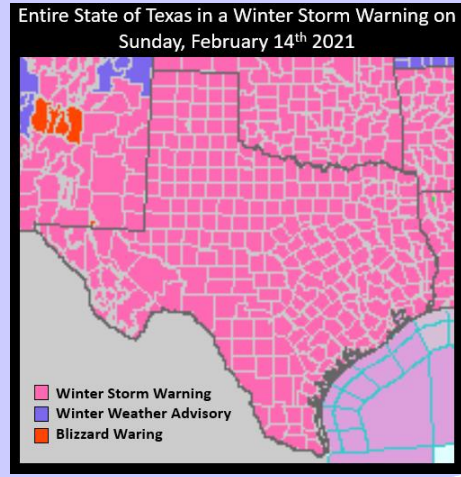 Entire State of Texas in a Winter Storm Warning on
Sunday, February 14th 2021
Winter Storm Warning
Winter Weather Advisory
Blizzard Waring